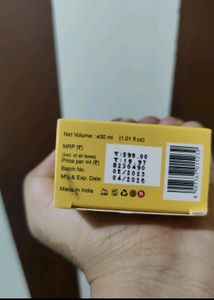 Net Volume : e30 ml (1.01 fl.oz)
MRP (₹) ₹:599.00
(Incl. of all taxes)
Price per ml (₹) ₹:19.97
Batch No. B230490
Mfg & Exp. Date 05/2023
04/2026
Made in India